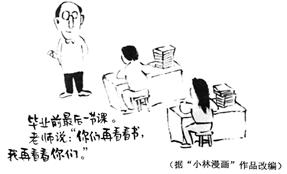 毕业前最后一节课。
老师说:“你们再看看书,
我再看看你们。”
(据“小林漫画”作品改编)